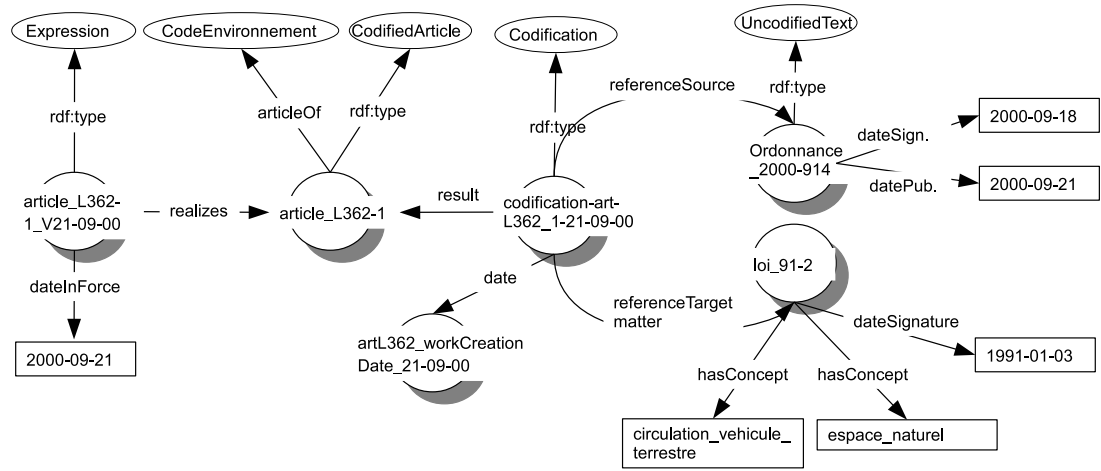 Expression
CodeEnvironnement
CodifiedArticle
Codification
UncodifiedText
rdf:type
articleOf
rdf:type
rdf:type
referenceSource
rdf:type
dateSign.
2000-09-18
Ordonnance
_2000-914
datePub.
2000-09-21
article_L362-
1_V21-09-00
realizes
article_L362-1
result
codification-art-
L362_1-21-09-00
loi_91-2
dateInForce
date
referenceTarget
matter
dateSignature
2000-09-21
artL362_workCreation
Date_21-09-00
1991-01-03
hasConcept
hasConcept
circulation_vehicule_
terrestre
espace_naturel